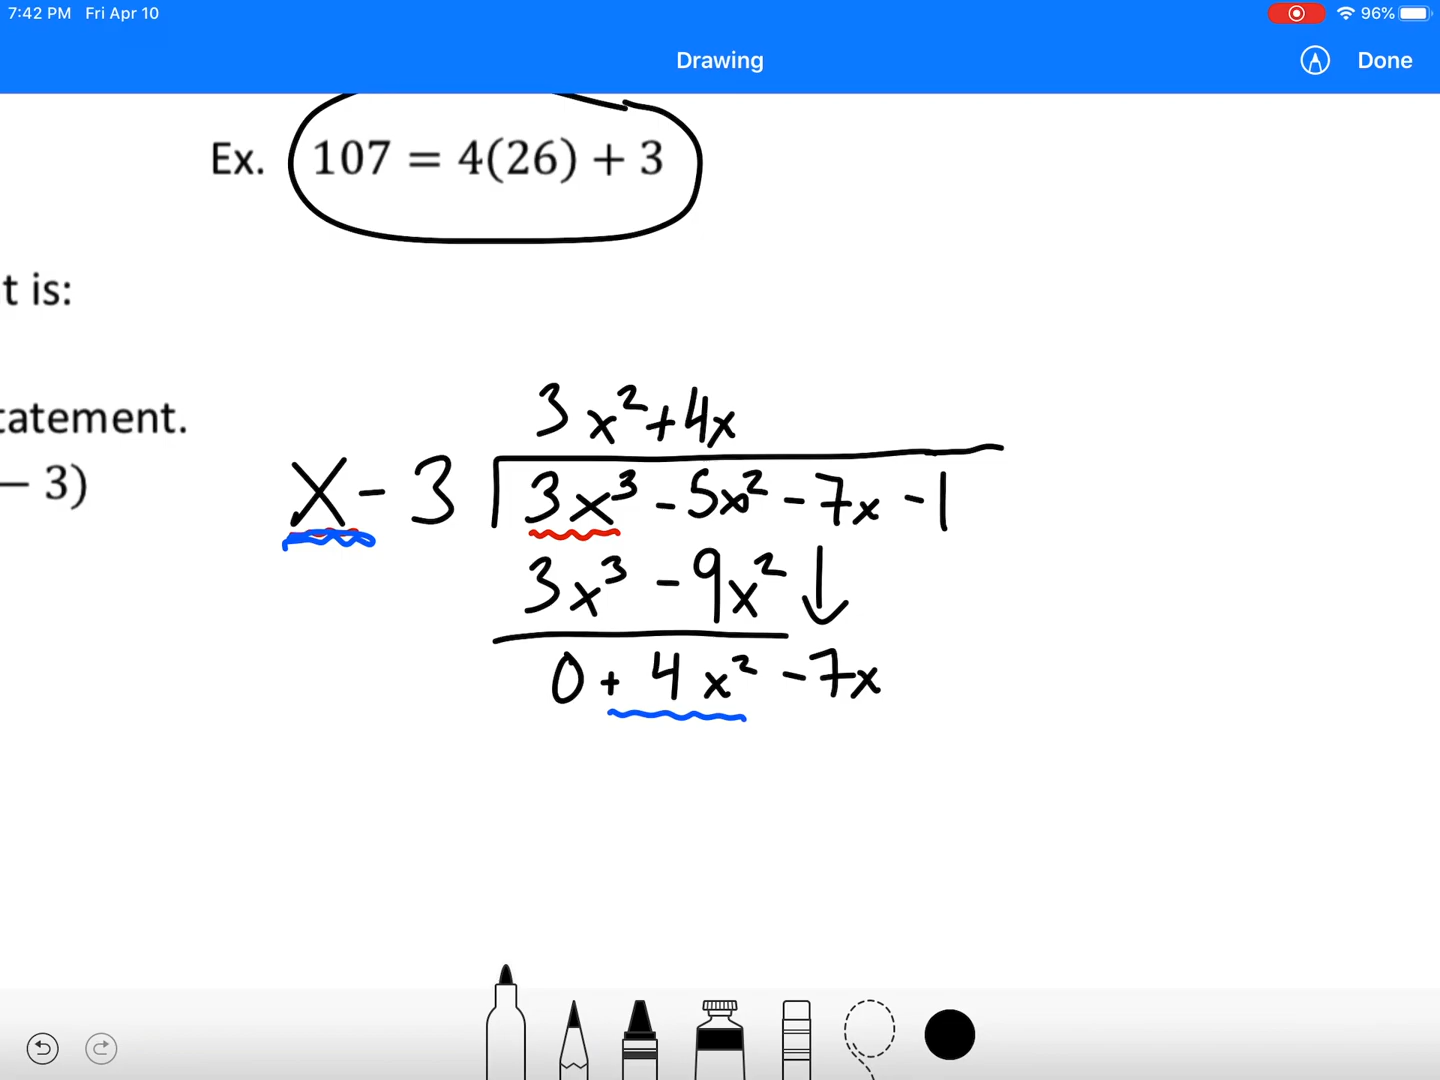 7:42 PM Fri Apr 10 96%
Drawing Done
Ex. 107 = 4(26) + 3
t is:
3x² + 4x
tatement.
x - 3 3x³ - 5x² - 7x - 1
− 3)
3x³ - 9x²
0 + 4x² - 7x